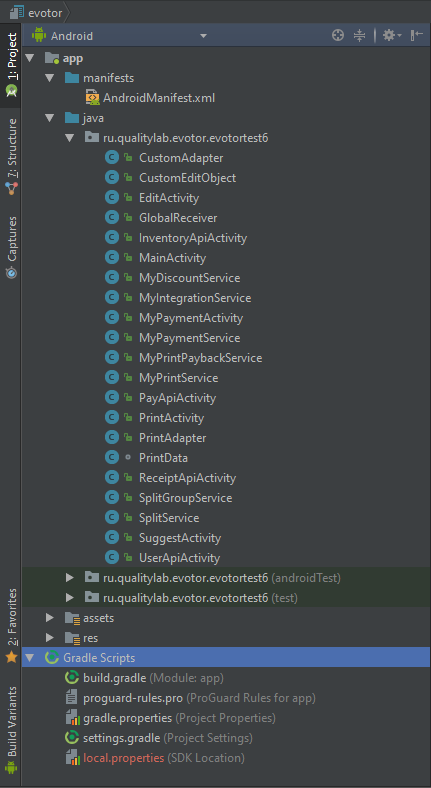 evotor
Android
1: Project
7: Structure
Captures
2: Favorites
Build Variants
app
manifests
AndroidManifest.xml
java
ru.qualitylab.evotor.evotortest6
CustomAdapter
CustomEditObject
EditActivity
GlobalReceiver
InventoryApiActivity
MainActivity
MyDiscountService
MyIntegrationService
MyPaymentActivity
MyPaymentService
MyPrintPaybackService
MyPrintService
PayApiActivity
PrintActivity
PrintAdapter
PrintData
ReceiptApiActivity
SplitGroupService
SplitService
SuggestActivity
UserApiActivity
ru.qualitylab.evotor.evotortest6 (androidTest)
ru.qualitylab.evotor.evotortest6 (test)
assets
res
Gradle Scripts
build.gradle (Module: app)
proguard-rules.pro (ProGuard Rules for app)
gradle.properties (Project Properties)
settings.gradle (Project Settings)
local.properties (SDK Location)